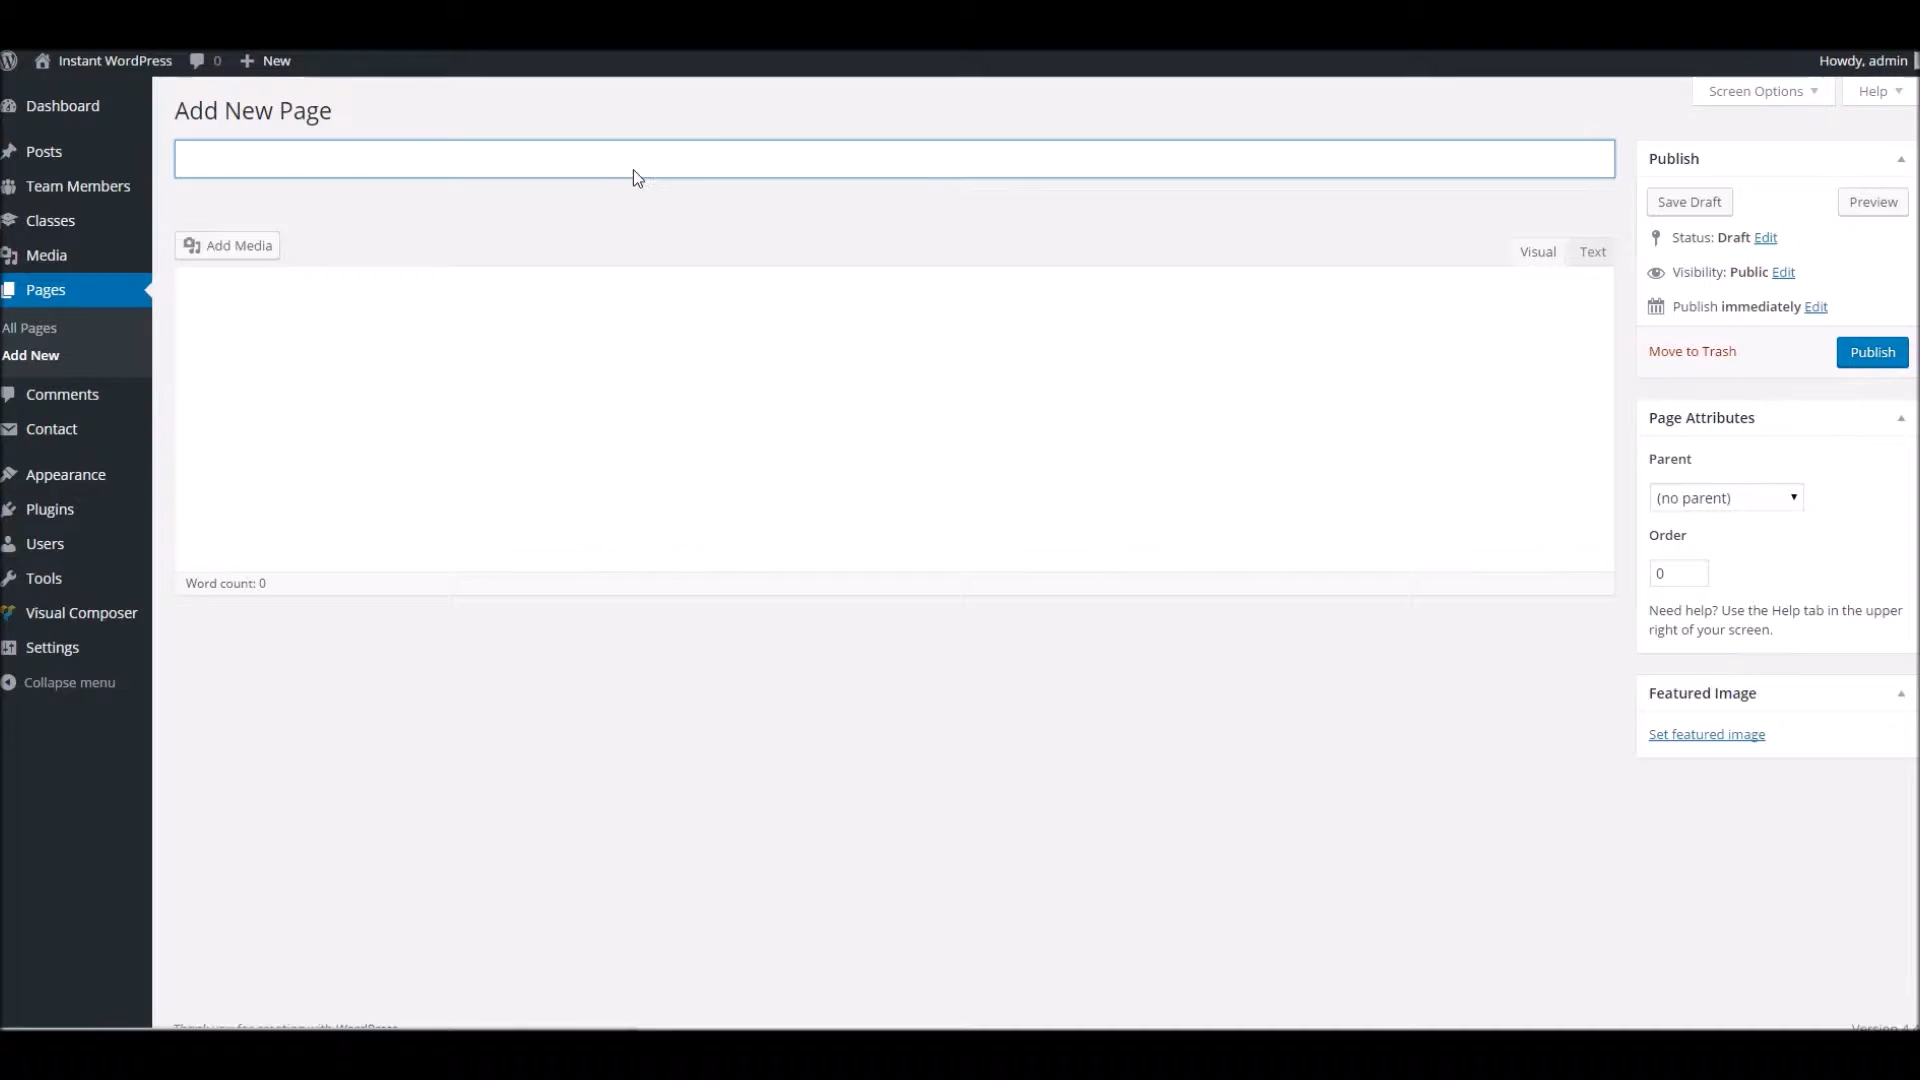 Instant WordPress 0 New Howdy, admin
Screen Options Help
Dashboard
Posts
Team Members
Classes
Media
Pages
All Pages
Add New
Comments
Contact
Appearance
Plugins
Users
Tools
Visual Composer
Settings
Collapse menu
Add New Page
Add Media
Visual Text
Word count: 0
Publish
Save Draft Preview
Status: Draft Edit
Visibility: Public Edit
Publish immediately Edit
Move to Trash Publish
Page Attributes
Parent
(no parent)
Order
0
Need help? Use the Help tab in the upper
right of your screen.
Featured Image
Set featured image